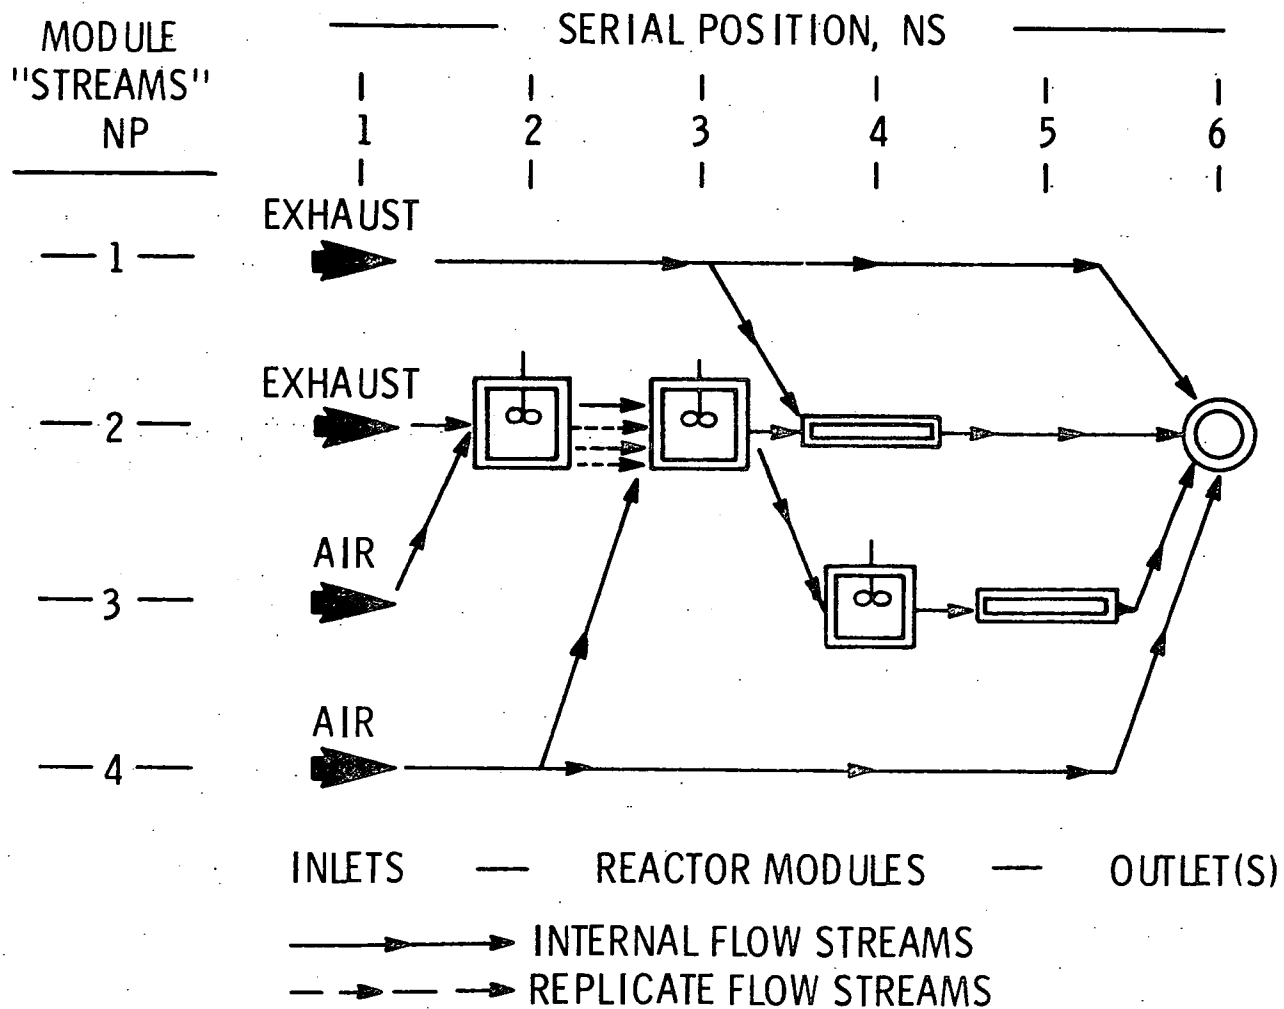 MODULE
"STREAMS"
NP
SERIAL POSITION, NS
1 2 3 4 5 6
EXHAUST
1
EXHAUST
2
AIR
3
AIR
4
INLETS — REACTOR MODULES — OUTLET(S)
INTERNAL FLOW STREAMS
REPLICATE FLOW STREAMS